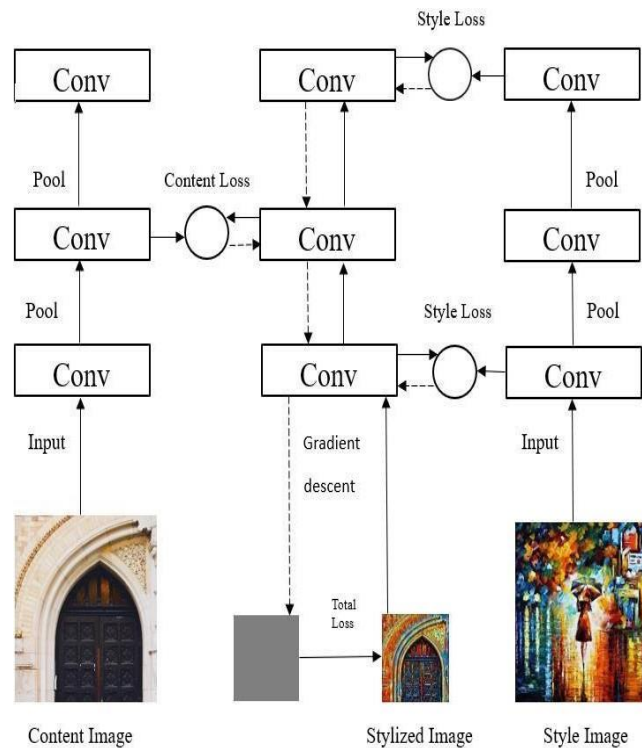 Style Loss
Conv
Conv
Conv
Pool
Content Loss
Pool
Conv
Conv
Conv
Pool
Style Loss
Pool
Conv
Conv
Conv
Input
Gradient
descent
Input
Total
Loss
Content Image
Stylized Image
Style Image